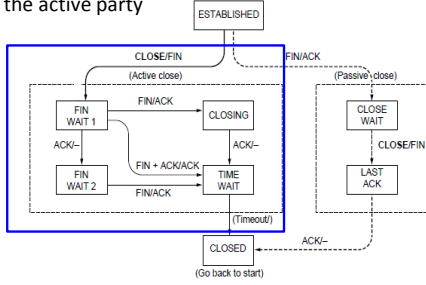 the active party
ESTABLISHED
CLOSE/FIN
FIN/ACK
(Active close)
(Passive close)
FIN
WAIT 1
FIN/ACK
CLOSING
CLOSE
WAIT
ACK/–
FIN + ACK/ACK
ACK/–
CLOSE/FIN
FIN
WAIT 2
FIN/ACK
TIME
WAIT
LAST
ACK
(Timeout/)
CLOSED
ACK/–
(Go back to start)